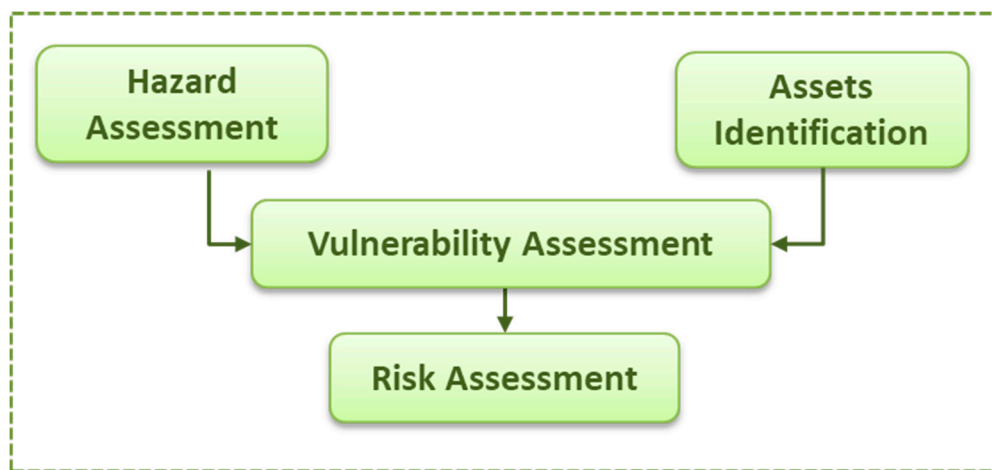 Hazard
Assessment
Assets
Identification
Vulnerability Assessment
Risk Assessment